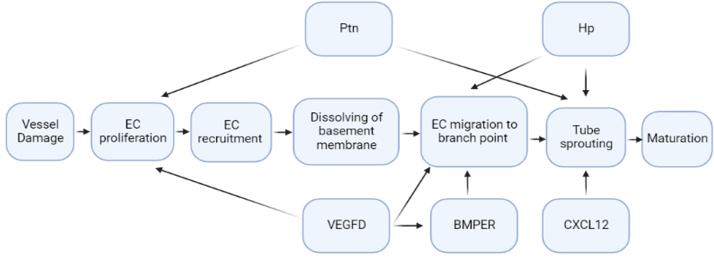 Ptn
Hp
Vessel
Damage
EC
proliferation
EC
recruitment
Dissolving of
basement
membrane
EC migration to
branch point
Tube
sprouting
Maturation
VEGFD
BMPER
CXCL12